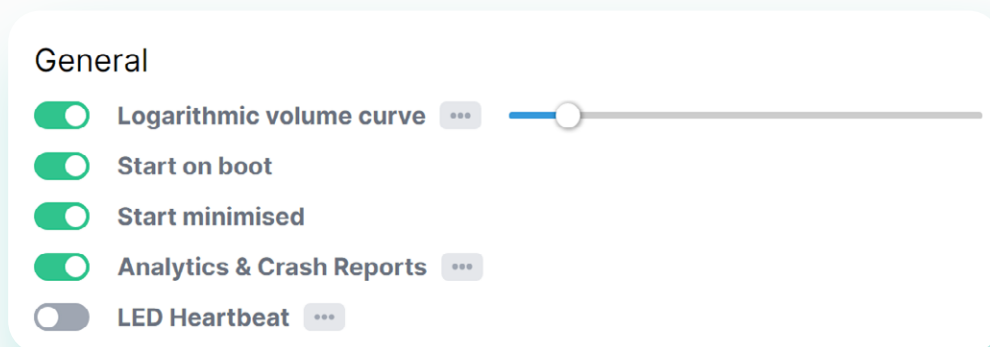 General
Logarithmic volume curve •••
Start on boot
Start minimised
Analytics & Crash Reports •••
LED Heartbeat •••